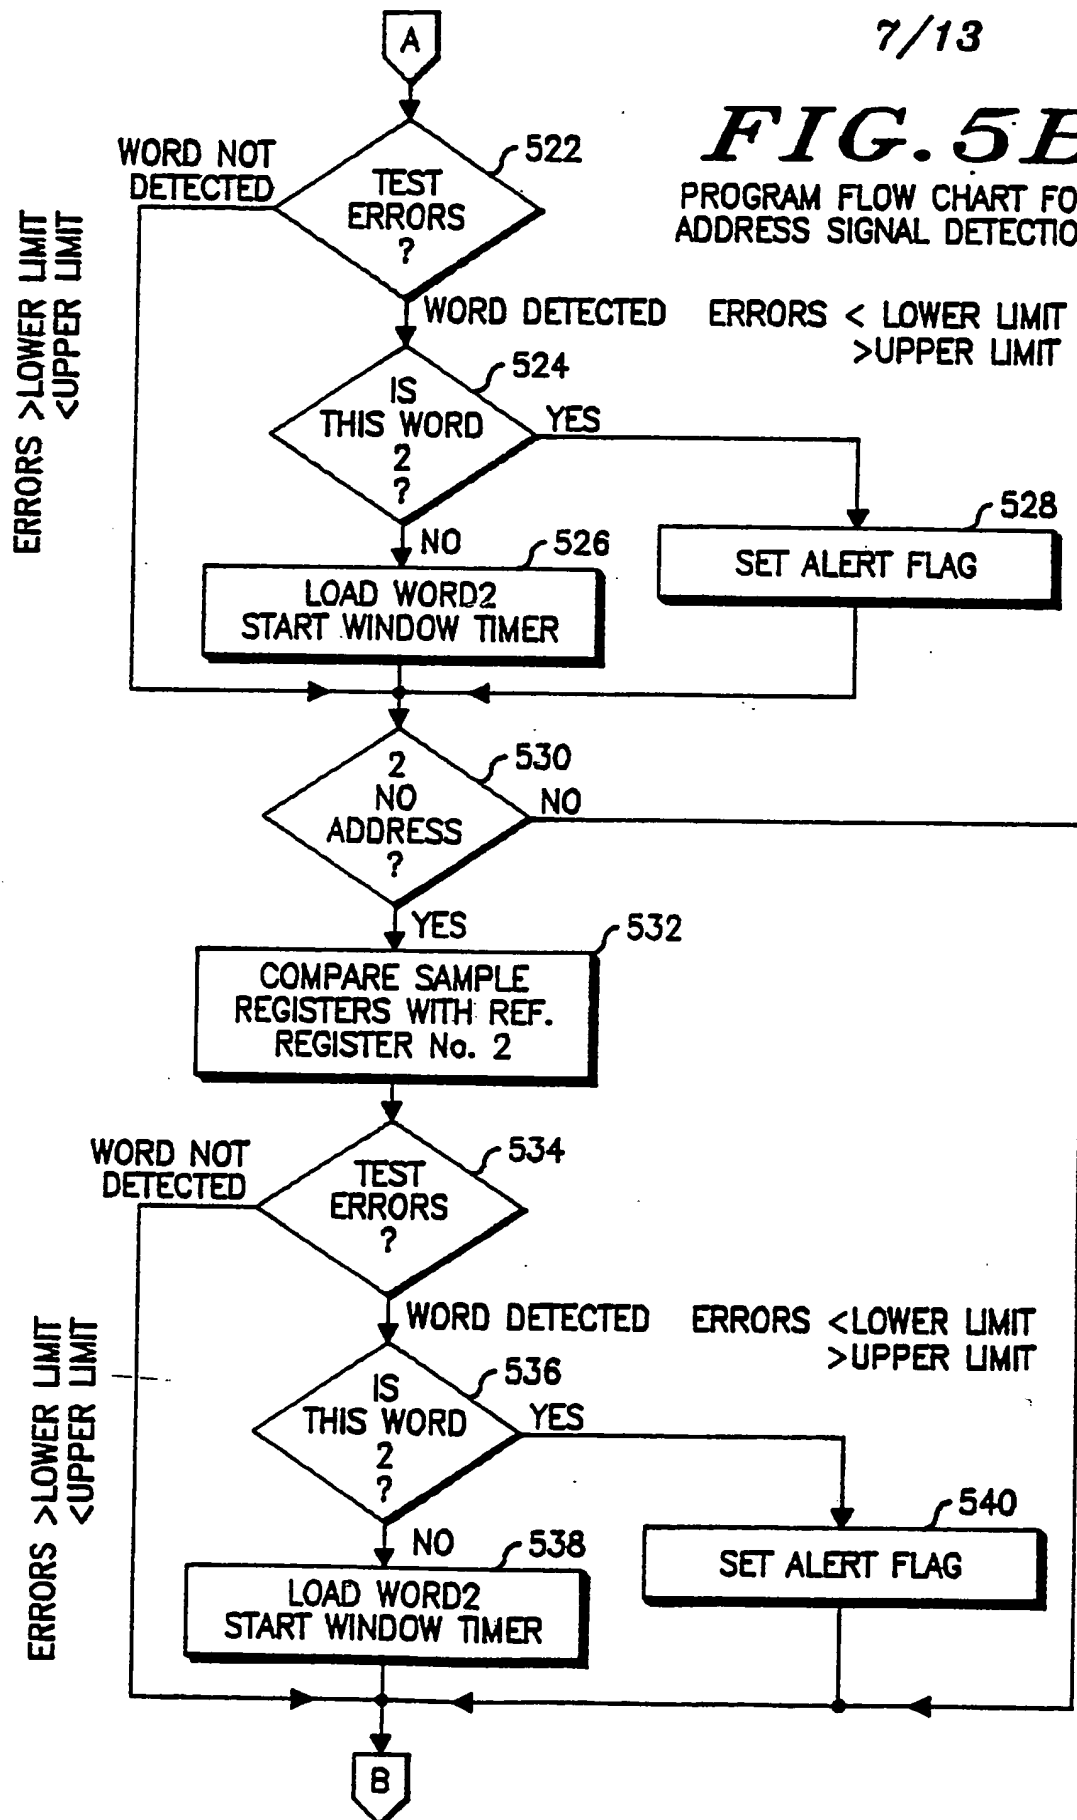 A
7/13
FIG. 5B
PROGRAM FLOW CHART FO
ADDRESS SIGNAL DETECTIO
WORD NOT
DETECTED
522
TEST
ERRORS
?
ERRORS >LOWER LIMIT
<UPPER LIMIT
WORD DETECTED ERRORS < LOWER LIMIT
>UPPER LIMIT
524
IS
THIS WORD
2
?
YES
NO
526
LOAD WORD2
START WINDOW TIMER
528
SET ALERT FLAG
530
2
NO
ADDRESS
?
NO
YES
532
COMPARE SAMPLE
REGISTERS WITH REF.
REGISTER No. 2
WORD NOT
DETECTED
534
TEST
ERRORS
?
ERRORS >LOWER LIMIT
<UPPER LIMIT
WORD DETECTED ERRORS <LOWER LIMIT
>UPPER LIMIT
536
IS
THIS WORD
2
?
YES
NO
538
LOAD WORD2
START WINDOW TIMER
540
SET ALERT FLAG
B